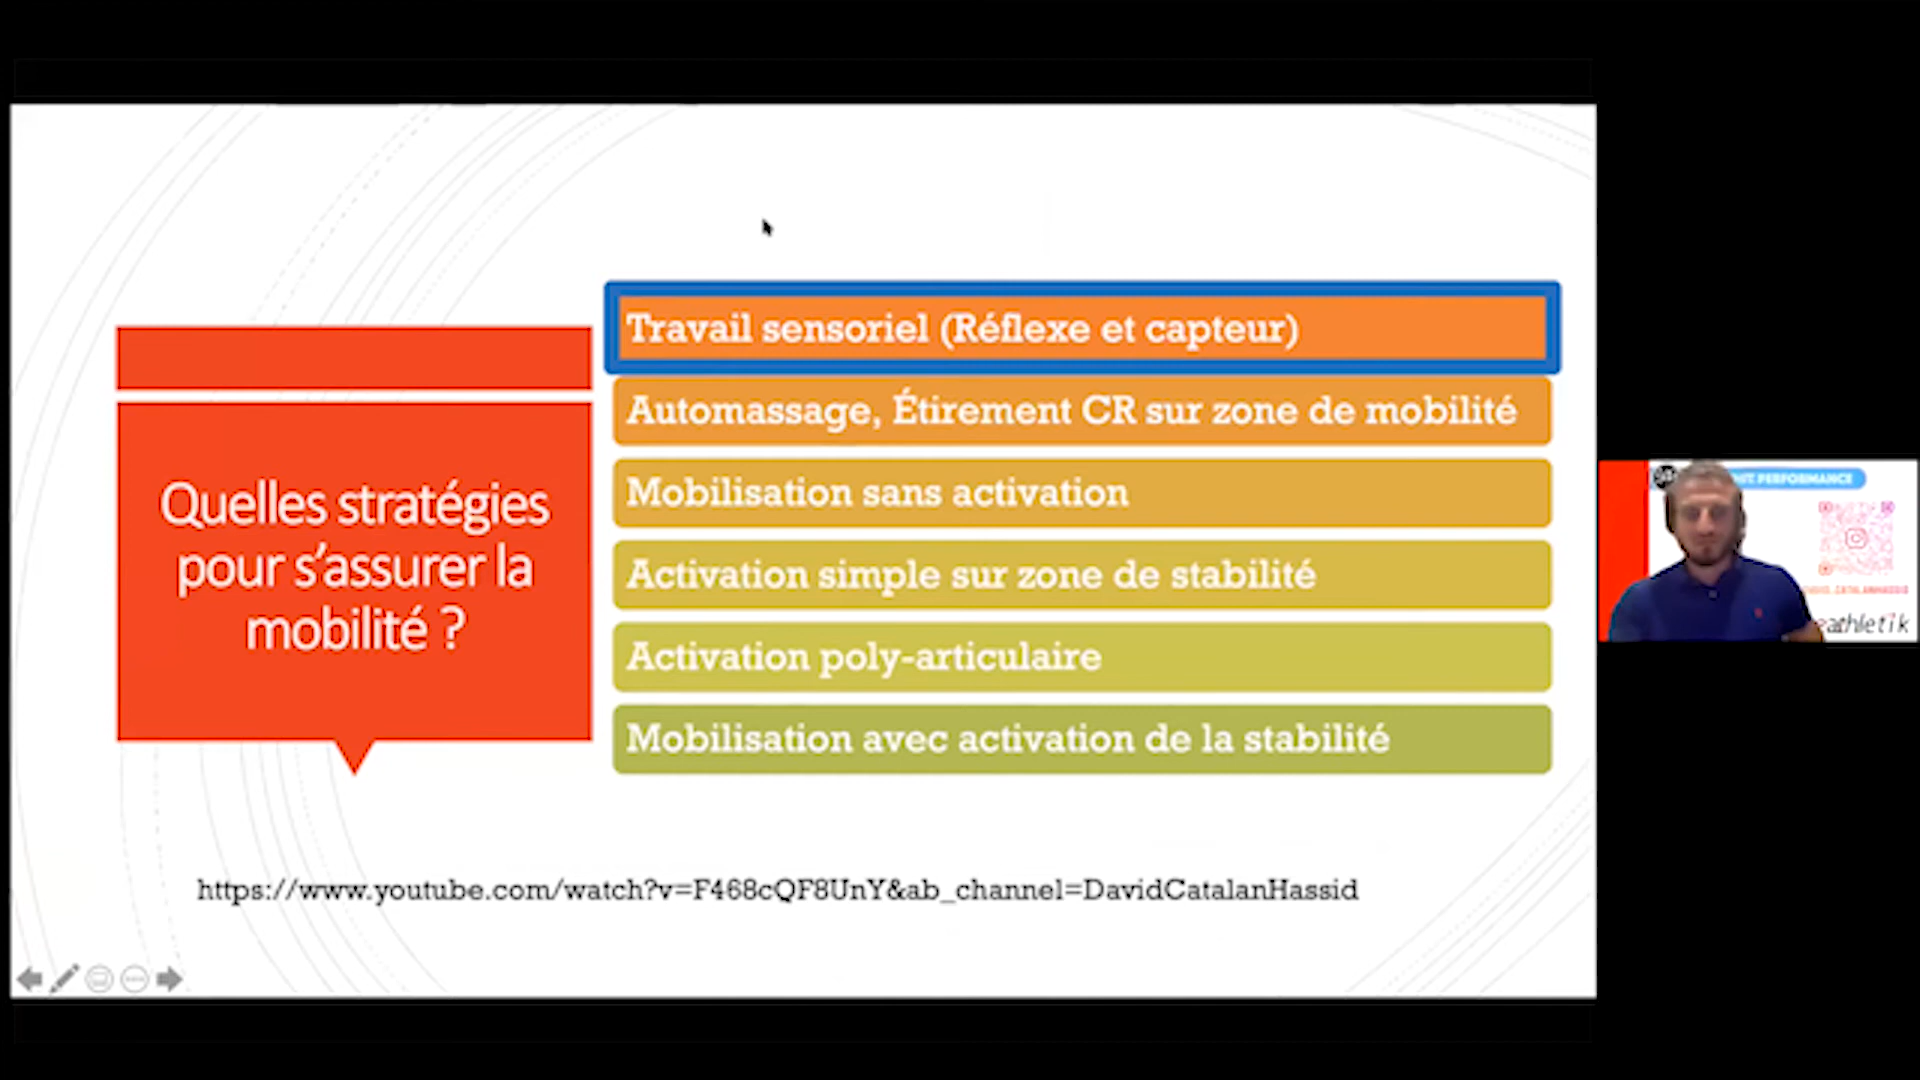 Quelles stratégies
pour s’assurer la
mobilité ?
Travail sensoriel (Réflexe et capteur)
Automassage, Étirement CR sur zone de mobilité
Mobilisation sans activation
Activation simple sur zone de stabilité
Activation poly-articulaire
Mobilisation avec activation de la stabilité
https://www.youtube.com/watch?v=F468cQF8UnY&ab_channel=DavidCatalanHassid
PERFORMANCE